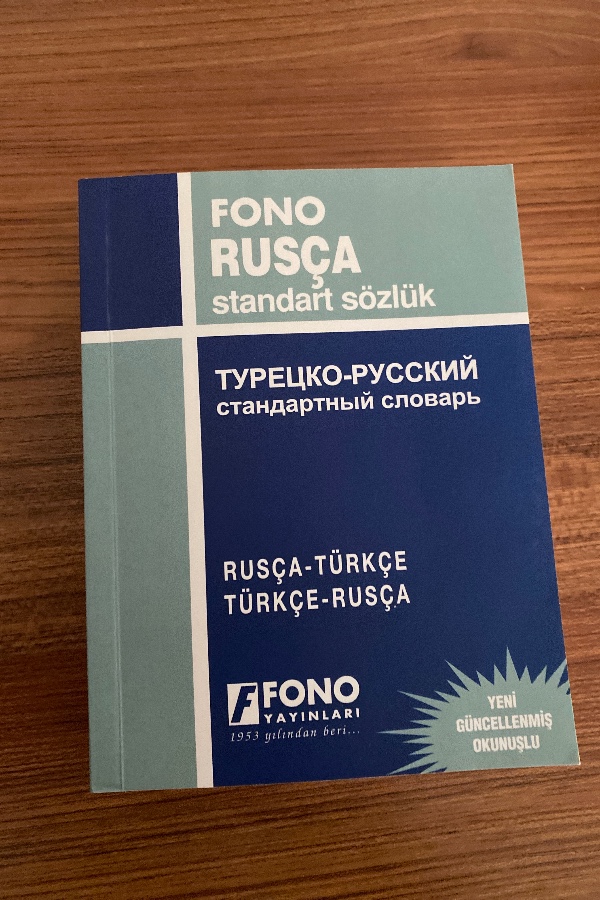 FONO
RUSÇA
standart sözlük
ТУРЕЦКО-РУССКИЙ
стандартный словарь
RUSÇA-TÜRKÇE
TÜRKÇE-RUSÇA
F FONO
YAYINLARI
1953 yılından beri...
YENİ
GÜNCELLENMİŞ
OKUNUŞLU